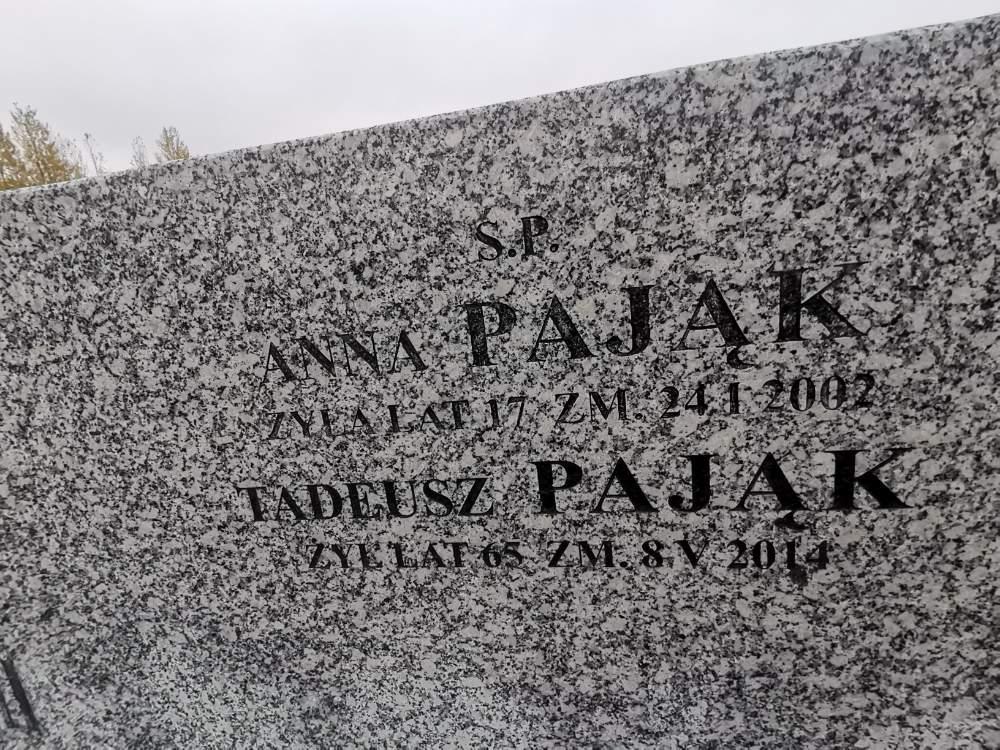 Ś.P.
ANNA PAJĄK
ŻYŁA LAT 17 ZM. 24 I 2002
TADEUSZ PAJĄK
ŻYŁ LAT 65 ZM. 8 V 2014